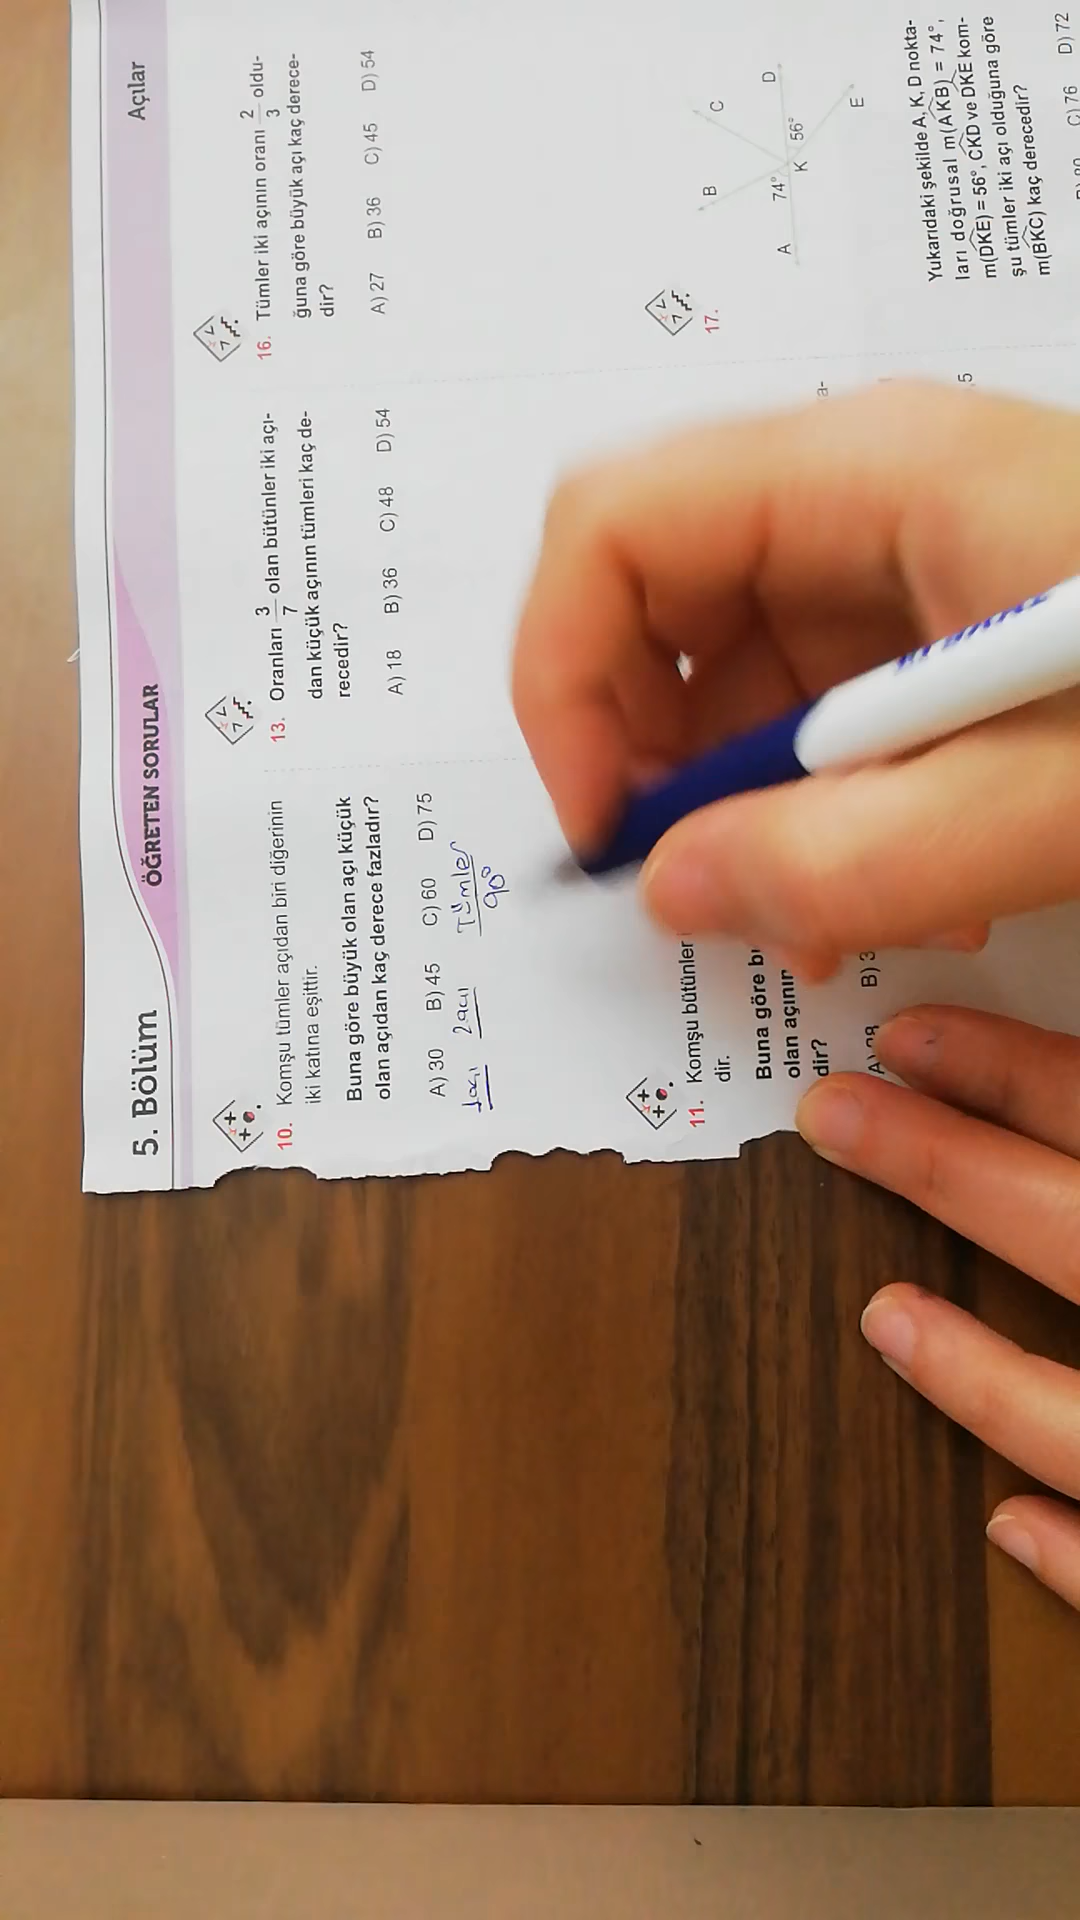 5. Bölüm
ÖĞRETEN SORULAR
Açılar
10. Komşu tümler açıdan biri diğerinin
iki katına eşittir.
Buna göre büyük olan açı küçük
olan açıdan kaç derece fazladır?
A) 30 B) 45 C) 60 D) 75
1açı 2açı Tümler
90°
11. Komşu bütünler
dir.
Buna göre
olan açının
dir?
B) 3
13. Oranları 3/7 olan bütünler iki açı-
dan küçük açının tümleri kaç de-
recedir?
A) 18 B) 36 C) 48 D) 54
a-
5
16. Tümler iki açının oranı 2/3 oldu-
ğuna göre büyük açı kaç derece-
dir?
A) 27 B) 36 C) 45 D) 54
17.
B C
74° 56°
A K D
E
Yukarıdaki şekilde A, K, D nokta-
ları doğrusal m(AKB) = 74°,
m(DKE) = 56°, CKD ve DKE kom-
şu tümler iki açı olduğuna göre
m(BKC) kaç derecedir?
C) 76 D) 72